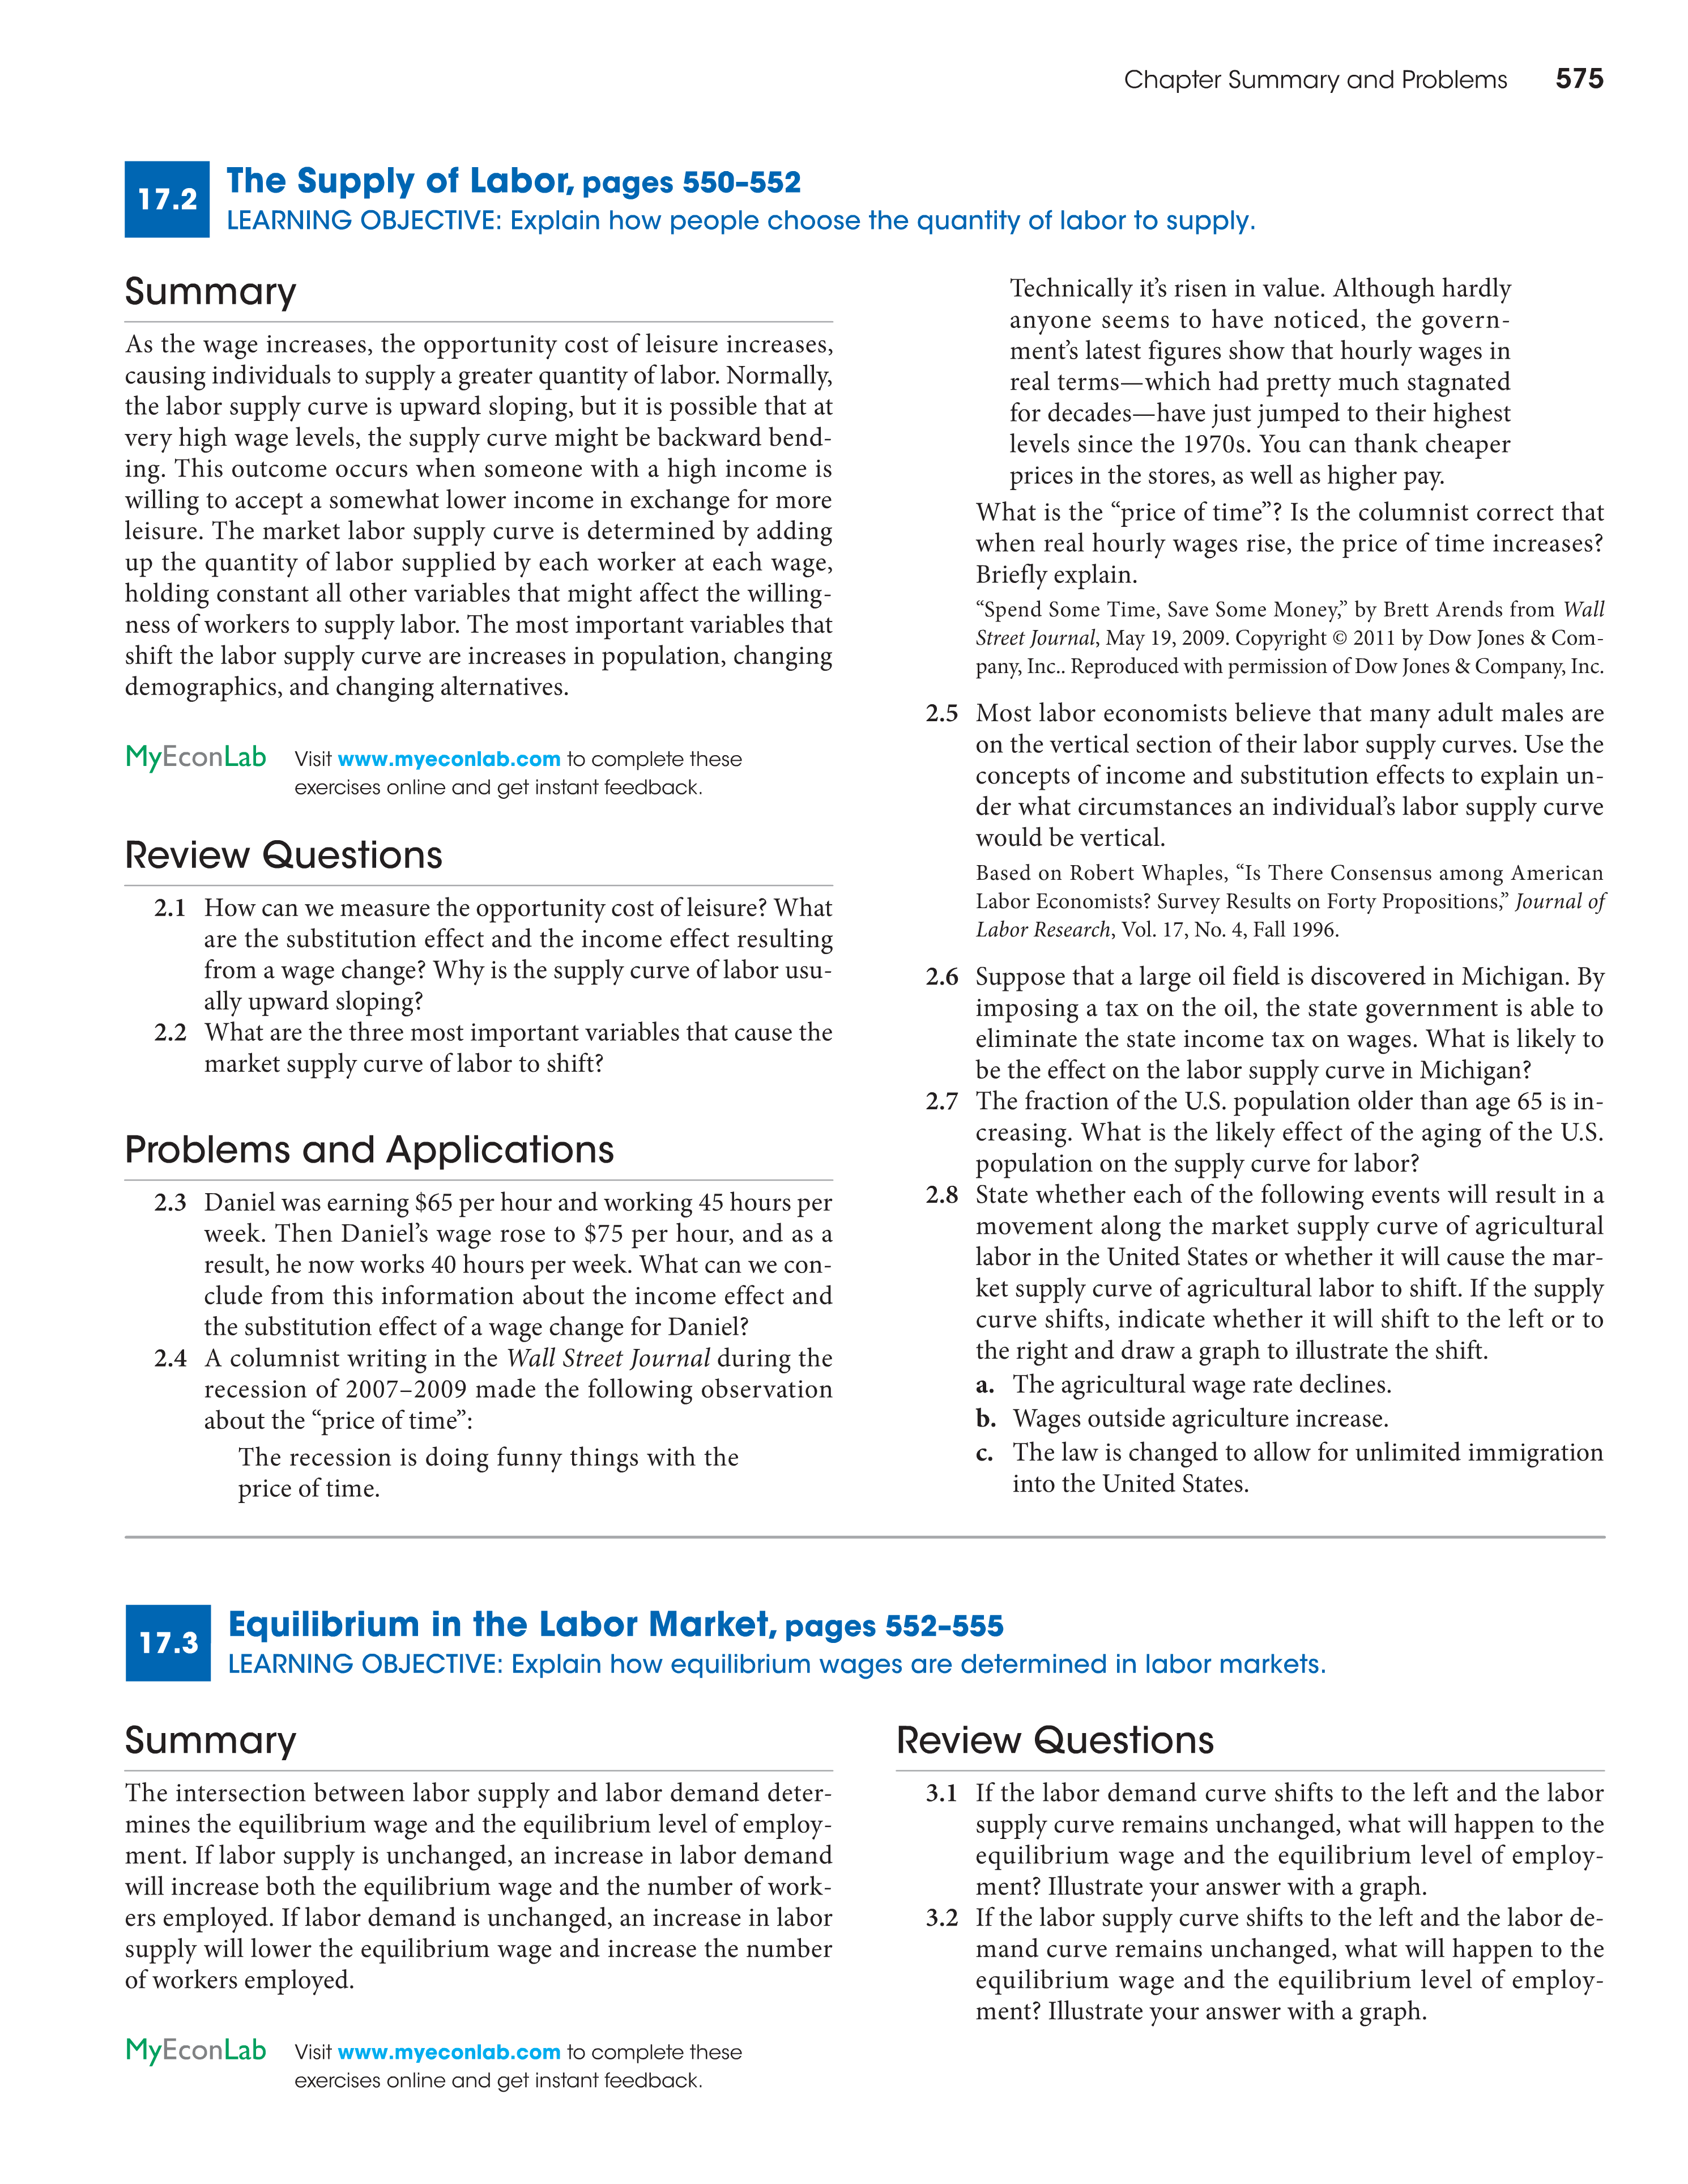 Chapter Summary and Problems 575
17.2
The Supply of Labor, pages 550–552
LEARNING OBJECTIVE: Explain how people choose the quantity of labor to supply.
Summary
As the wage increases, the opportunity cost of leisure increases,
causing individuals to supply a greater quantity of labor. Normally,
the labor supply curve is upward sloping, but it is possible that at
very high wage levels, the supply curve might be backward bend-
ing. This outcome occurs when someone with a high income is
willing to accept a somewhat lower income in exchange for more
leisure. The market labor supply curve is determined by adding
up the quantity of labor supplied by each worker at each wage,
holding constant all other variables that might affect the willing-
ness of workers to supply labor. The most important variables that
shift the labor supply curve are increases in population, changing
demographics, and changing alternatives.
MyEconLab Visit www.myeconlab.com to complete these
exercises online and get instant feedback.
Review Questions
2.1 How can we measure the opportunity cost of leisure? What
are the substitution effect and the income effect resulting
from a wage change? Why is the supply curve of labor usu-
ally upward sloping?
2.2 What are the three most important variables that cause the
market supply curve of labor to shift?
Problems and Applications
2.3 Daniel was earning $65 per hour and working 45 hours per
week. Then Daniel’s wage rose to $75 per hour, and as a
result, he now works 40 hours per week. What can we con-
clude from this information about the income effect and
the substitution effect of a wage change for Daniel?
2.4 A columnist writing in the Wall Street Journal during the
recession of 2007–2009 made the following observation
about the “price of time”:
The recession is doing funny things with the
price of time.
Technically it’s risen in value. Although hardly
anyone seems to have noticed, the govern-
ment’s latest figures show that hourly wages in
real terms—which had pretty much stagnated
for decades—have just jumped to their highest
levels since the 1970s. You can thank cheaper
prices in the stores, as well as higher pay.
What is the “price of time”? Is the columnist correct that
when real hourly wages rise, the price of time increases?
Briefly explain.
“Spend Some Time, Save Some Money,” by Brett Arends from Wall
Street Journal, May 19, 2009. Copyright © 2011 by Dow Jones & Com-
pany, Inc.. Reproduced with permission of Dow Jones & Company, Inc.
2.5 Most labor economists believe that many adult males are
on the vertical section of their labor supply curves. Use the
concepts of income and substitution effects to explain un-
der what circumstances an individual’s labor supply curve
would be vertical.
Based on Robert Whaples, “Is There Consensus among American
Labor Economists? Survey Results on Forty Propositions,” Journal of
Labor Research, Vol. 17, No. 4, Fall 1996.
2.6 Suppose that a large oil field is discovered in Michigan. By
imposing a tax on the oil, the state government is able to
eliminate the state income tax on wages. What is likely to
be the effect on the labor supply curve in Michigan?
2.7 The fraction of the U.S. population older than age 65 is in-
creasing. What is the likely effect of the aging of the U.S.
population on the supply curve for labor?
2.8 State whether each of the following events will result in a
movement along the market supply curve of agricultural
labor in the United States or whether it will cause the mar-
ket supply curve of agricultural labor to shift. If the supply
curve shifts, indicate whether it will shift to the left or to
the right and draw a graph to illustrate the shift.
a. The agricultural wage rate declines.
b. Wages outside agriculture increase.
c. The law is changed to allow for unlimited immigration
into the United States.
17.3
Equilibrium in the Labor Market, pages 552–555
LEARNING OBJECTIVE: Explain how equilibrium wages are determined in labor markets.
Summary
The intersection between labor supply and labor demand deter-
mines the equilibrium wage and the equilibrium level of employ-
ment. If labor supply is unchanged, an increase in labor demand
will increase both the equilibrium wage and the number of work-
ers employed. If labor demand is unchanged, an increase in labor
supply will lower the equilibrium wage and increase the number
of workers employed.
MyEconLab Visit www.myeconlab.com to complete these
exercises online and get instant feedback.
Review Questions
3.1 If the labor demand curve shifts to the left and the labor
supply curve remains unchanged, what will happen to the
equilibrium wage and the equilibrium level of employ-
ment? Illustrate your answer with a graph.
3.2 If the labor supply curve shifts to the left and the labor de-
mand curve remains unchanged, what will happen to the
equilibrium wage and the equilibrium level of employ-
ment? Illustrate your answer with a graph.